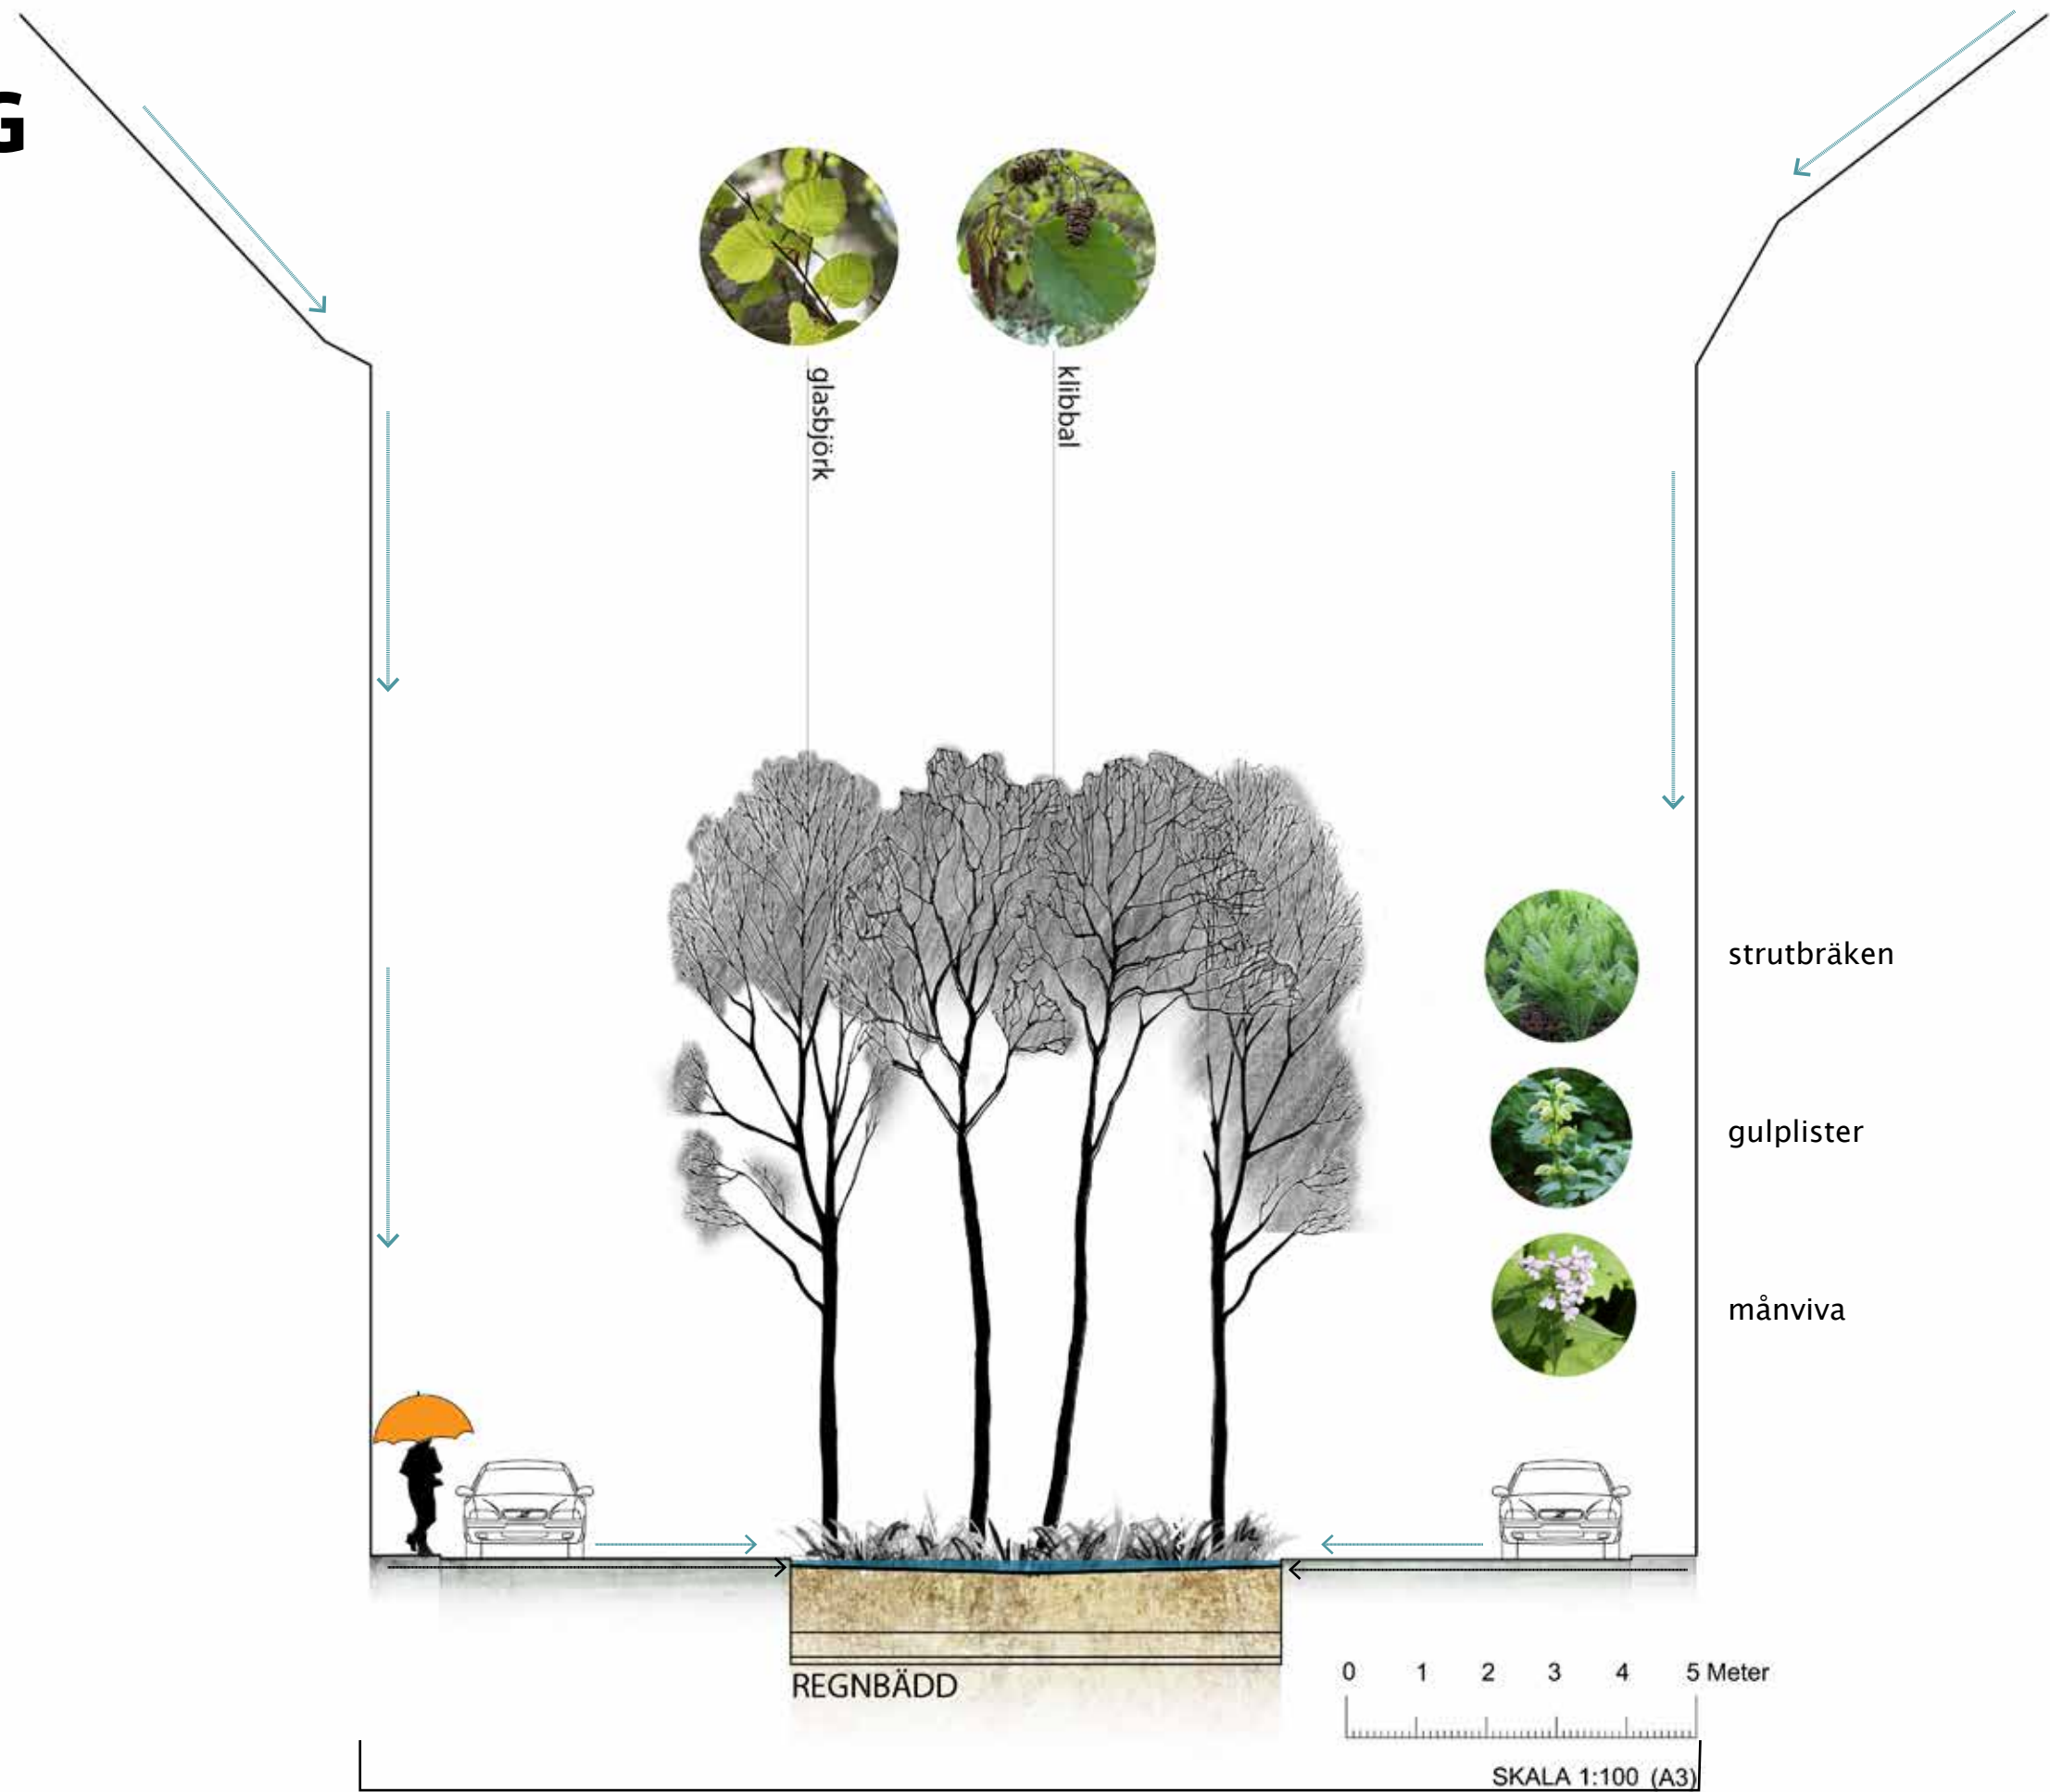 G
glasbjörk
klibbal
strutbräken
gulplister
månviva
REGNBÄDD
0 1 2 3 4 5 Meter
SKALA 1:100 (A3)